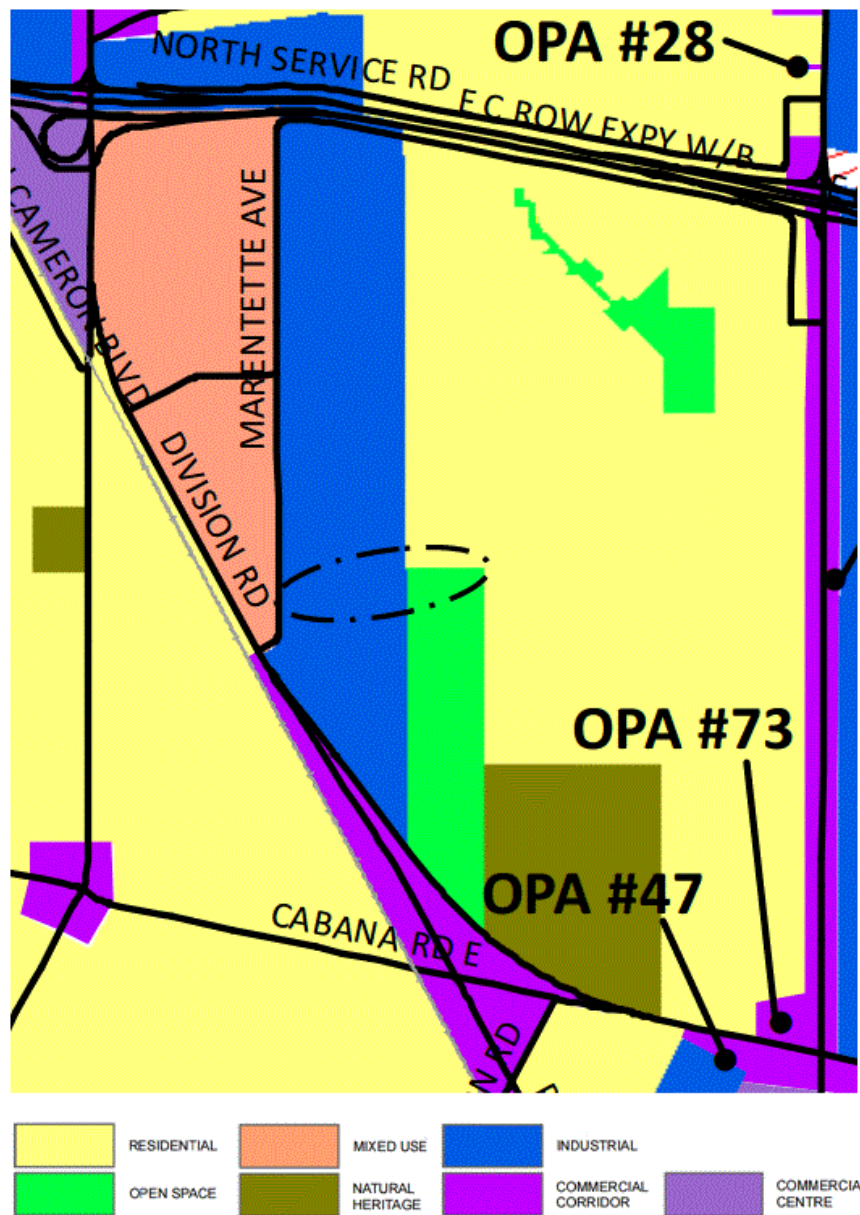 OPA #28
NORTH SERVICE RD
E C ROW EXPY W/B
CAMERON BLVD
MARENTETTE AVE
DIVISION RD
OPA #73
OPA #47
CABANA RD E
N RD
RESIDENTIAL
MIXED USE
INDUSTRIAL
OPEN SPACE
NATURAL
HERITAGE
COMMERCIAL
CORRIDOR
COMMERCIA
CENTRE